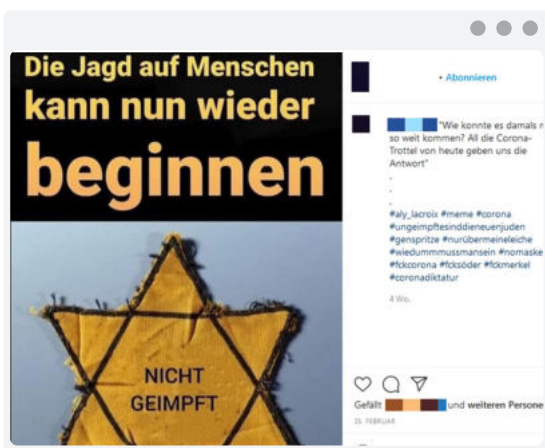 Die Jagd auf Menschen
kann nun wieder
beginnen
NICHT
GEIMPFT
• Abonnieren
"Wie konnte es damals
so weit kommen? All die Corona-
Trottel von heute geben uns die
Antwort"
.
.
.
#aly_lacroix #meme #corona
#ungeimpftesinddieneuenjuden
#genspritze #nurübermeineleiche
#wiedummmussmansein #nomaske
#fckcorona #fcksöder #fckmerkel
#coronadiktatur
4 Wo.
Gefällt und weiteren Persone
FEBRUAR